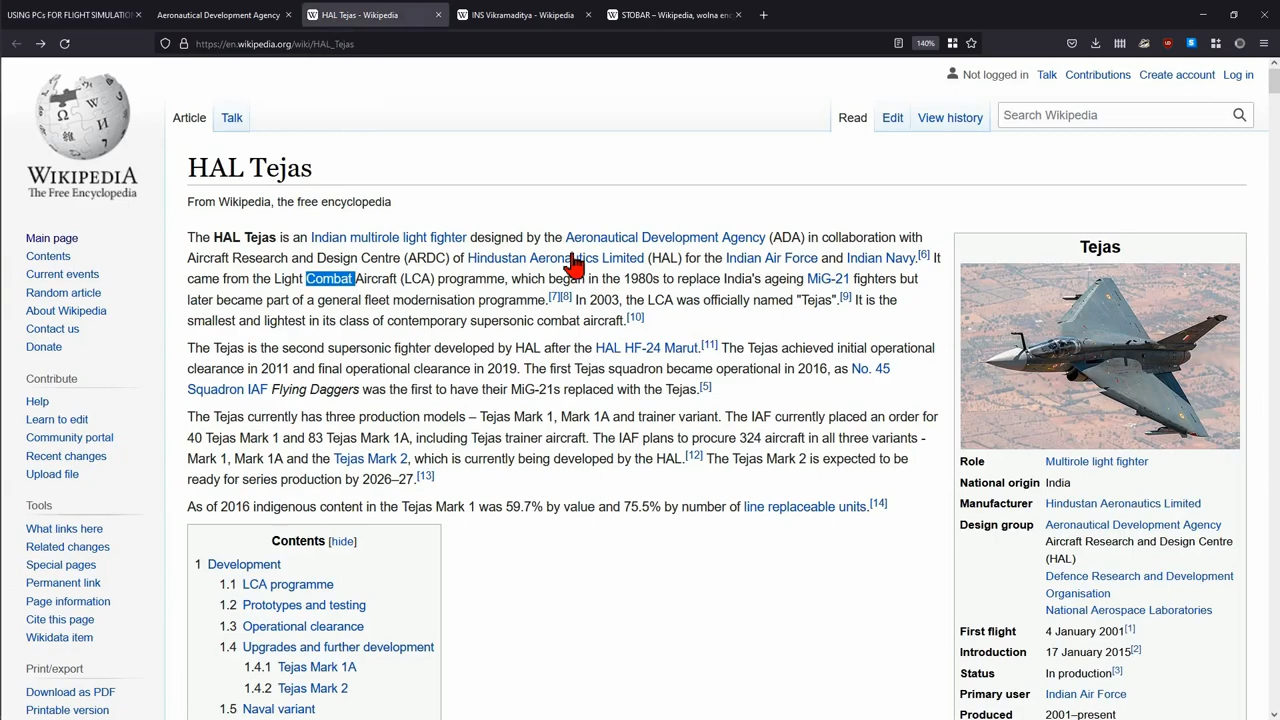 USING PCs FOR FLIGHT SIMULATIO
Aeronautical Development Agency
HAL Tejas - Wikipedia
INS Vikramaditya - Wikipedia
STOBAR – Wikipedia, wolna en
https://en.wikipedia.org/wiki/HAL_Tejas
140%
Not logged in Talk Contributions Create account Log in
Article Talk
Read Edit View history
Search Wikipedia
WIKIPEDIA
The Free Encyclopedia
Main page
Contents
Current events
Random article
About Wikipedia
Contact us
Donate
Contribute
Help
Learn to edit
Community portal
Recent changes
Upload file
Tools
What links here
Related changes
Special pages
Permanent link
Page information
Cite this page
Wikidata item
Print/export
Download as PDF
Printable version
HAL Tejas
From Wikipedia, the free encyclopedia
The HAL Tejas is an Indian multirole light fighter designed by the Aeronautical Development Agency (ADA) in collaboration with
Aircraft Research and Design Centre (ARDC) of Hindustan Aeronautics Limited (HAL) for the Indian Air Force and Indian Navy.[6] It
came from the Light Combat Aircraft (LCA) programme, which began in the 1980s to replace India's ageing MiG-21 fighters but
later became part of a general fleet modernisation programme.[7][8] In 2003, the LCA was officially named "Tejas".[9] It is the
smallest and lightest in its class of contemporary supersonic combat aircraft.[10]
The Tejas is the second supersonic fighter developed by HAL after the HAL HF-24 Marut.[11] The Tejas achieved initial operational
clearance in 2011 and final operational clearance in 2019. The first Tejas squadron became operational in 2016, as No. 45
Squadron IAF Flying Daggers was the first to have their MiG-21s replaced with the Tejas.[5]
The Tejas currently has three production models – Tejas Mark 1, Mark 1A and trainer variant. The IAF currently placed an order for
40 Tejas Mark 1 and 83 Tejas Mark 1A, including Tejas trainer aircraft. The IAF plans to procure 324 aircraft in all three variants -
Mark 1, Mark 1A and the Tejas Mark 2, which is currently being developed by the HAL.[12] The Tejas Mark 2 is expected to be
ready for series production by 2026–27.[13]
As of 2016 indigenous content in the Tejas Mark 1 was 59.7% by value and 75.5% by number of line replaceable units.[14]
Contents [hide]
1 Development
1.1 LCA programme
1.2 Prototypes and testing
1.3 Operational clearance
1.4 Upgrades and further development
1.4.1 Tejas Mark 1A
1.4.2 Tejas Mark 2
1.5 Naval variant
Tejas
Role Multirole light fighter
National origin India
Manufacturer Hindustan Aeronautics Limited
Design group Aeronautical Development Agency
Aircraft Research and Design Centre
(HAL)
Defence Research and Development
Organisation
National Aerospace Laboratories
First flight 4 January 2001[1]
Introduction 17 January 2015[2]
Status In production[3]
Primary user Indian Air Force
Produced 2001–present